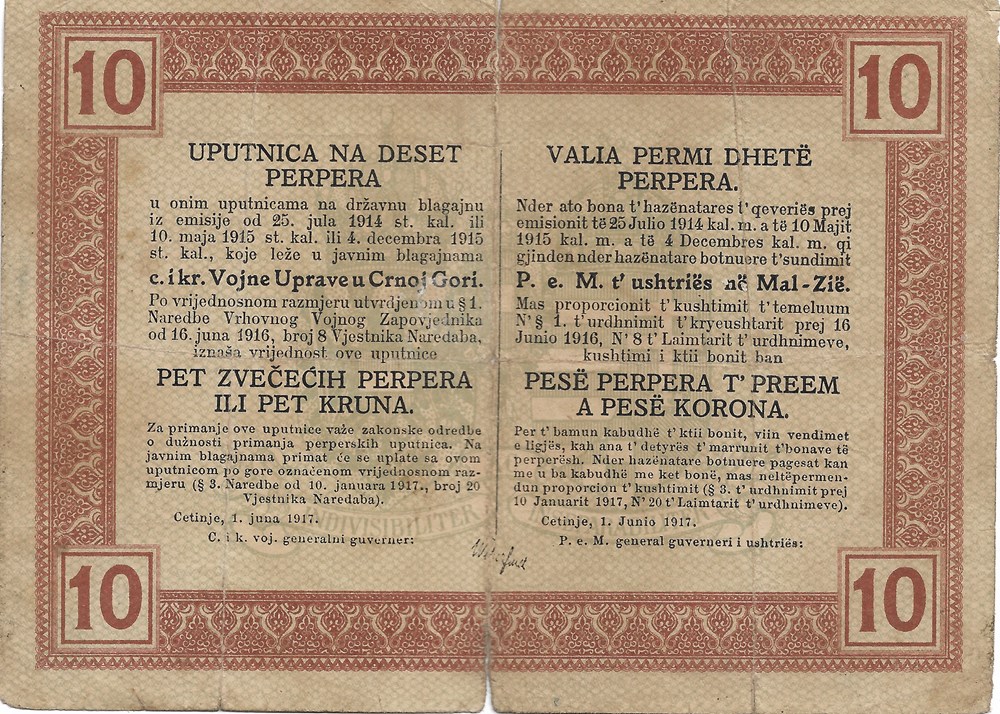 10
10
UPUTNICA NA DESET
PERPERA
u onim uputnicama na državnu blagajnu
iz emisije od 25. jula 1914 st. kal. ili
10. maja 1915 st. kal. ili 4. decembra 1915
st. kal., koje leže u javnim blagajnama
c. i kr. Vojne Uprave u Crnoj Gori.
Po vrijednosnom razmjeru utvrdjenom u § 1.
Naredbe Vrhovnog Vojnog Zapovjednika
od 16. juna 1916, broj 8 Vjestnika Naredaba,
iznaša vrijednost ove uputnice
PET ZVEČEĆIH PERPERA
ILI PET KRUNA.
Za primanje ove uputnice važe zakonske odredbe
o dužnosti primanja perperskih uputnica. Na
javnim blagajnama primat će se uplate sa ovom
uputnicom po gore označenom vrijednosnom raz-
mjeru (§ 3. Naredbe od 10. januara 1917., broj 20
Vjestnika Naredaba).
Cetinje, 1. juna 1917.
C. i k. voj. generalni guverner:
VALIA PERMI DHETË
PERPERA.
Nder ato bona t' hazënatares t' qeveriës prej
emisionit të 25 Julio 1914 kal. m. a të 10 Majit
1915 kal. m. a të 4 Decembres kal. m. qi
gjinden nder hazënatare botnuere t' sundimit
P. e M. t' ushtriës në Mal-Zië.
Mas proporcionit t' kushtimit t' temeluum
N' § 1. t' urdhnimit t' kryeushtarit prej 16
Junio 1916, N' 8 t' Laimtarit t' urdhnimeve,
kushtimi i ktii bonit ban
PESË PERPERA T' PREEM
A PESË KORONA.
Per t' bamun kabudhë t' ktii bonit, viin vendimet
e ligjës, kah ana t' detyrës t' marrunit t' bonave të
perperësh. Nder hazënatare botnuere pagesat kan
me u ba kabudhë me ket bonë, mas neltëpermen-
dun proporcion t' kushtimit (§ 3. t' urdhnimit prej
10 Januarit 1917, N' 20 t' Laimtarit t' urdhnimeve).
Cetinje, 1. Junio 1917.
P. e M. general guverneri i ushtriës:
INDIVISIBILITER
10
10